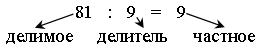 81 : 9 = 9
делимое делитель частное